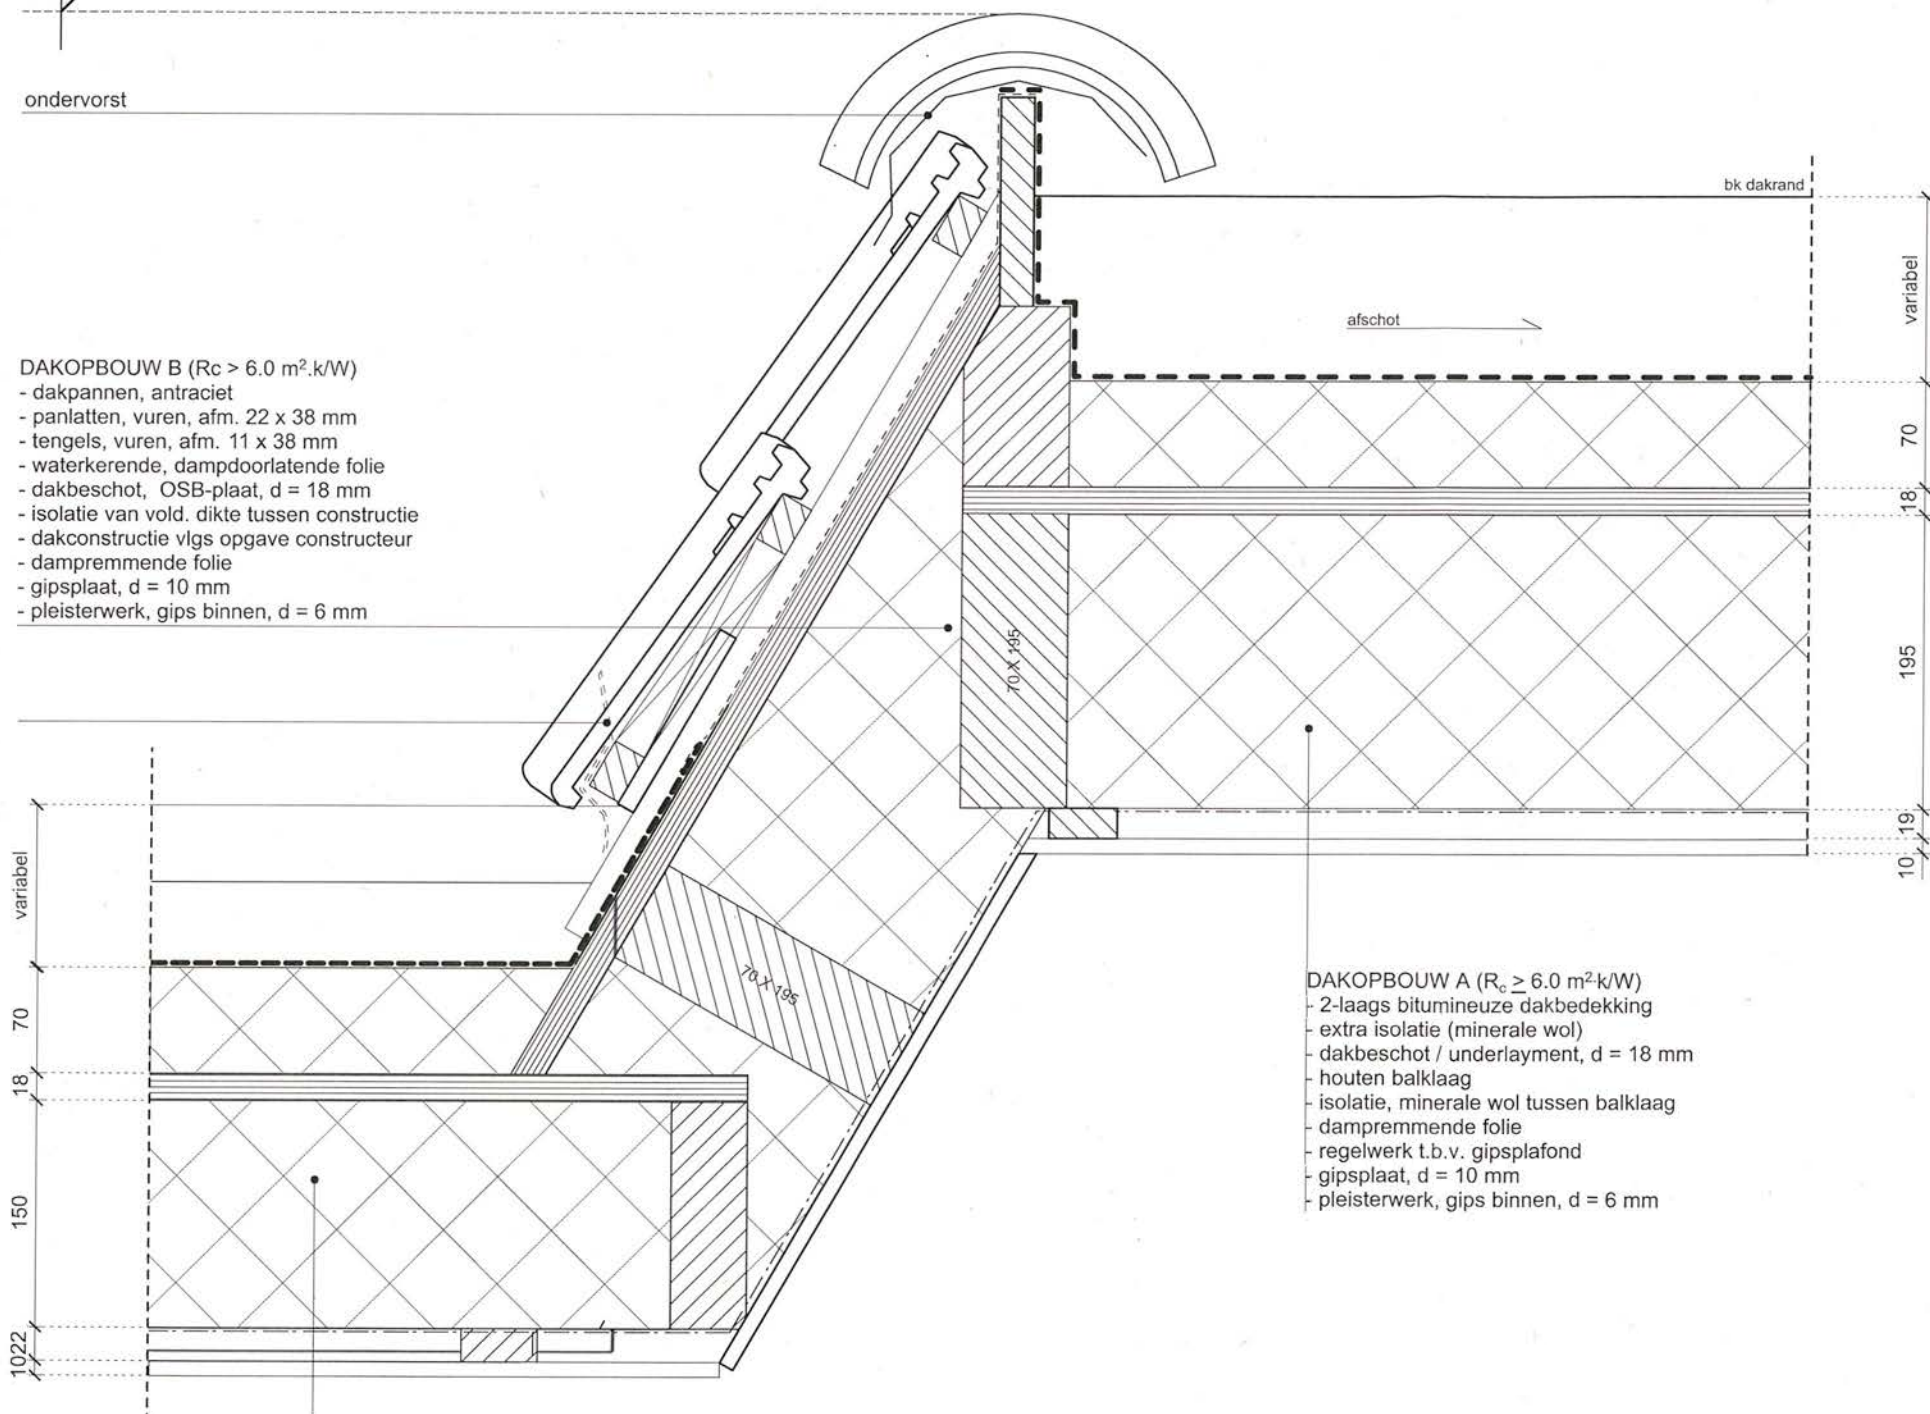 ondervorst
bk dakrand
variabel
afschot
DAKOPBOUW B (Rc > 6.0 m².k/W)
- dakpannen, antraciet
- panlatten, vuren, afm. 22 x 38 mm
- tengels, vuren, afm. 11 x 38 mm
- waterkerende, dampdoorlatende folie
- dakbeschot, OSB-plaat, d = 18 mm
- isolatie van vold. dikte tussen constructie
- dakconstructie vlgs opgave constructeur
- dampremmende folie
- gipsplaat, d = 10 mm
- pleisterwerk, gips binnen, d = 6 mm
70
18
70 X 195
195
19
10
variabel
70
18
150
22
10
70 X 195
DAKOPBOUW A (Rc ≥ 6.0 m²·k/W)
- 2-laags bitumineuze dakbedekking
- extra isolatie (minerale wol)
- dakbeschot / underlayment, d = 18 mm
- houten balklaag
- isolatie, minerale wol tussen balklaag
- dampremmende folie
- regelwerk t.b.v. gipsplafond
- gipsplaat, d = 10 mm
- pleisterwerk, gips binnen, d = 6 mm